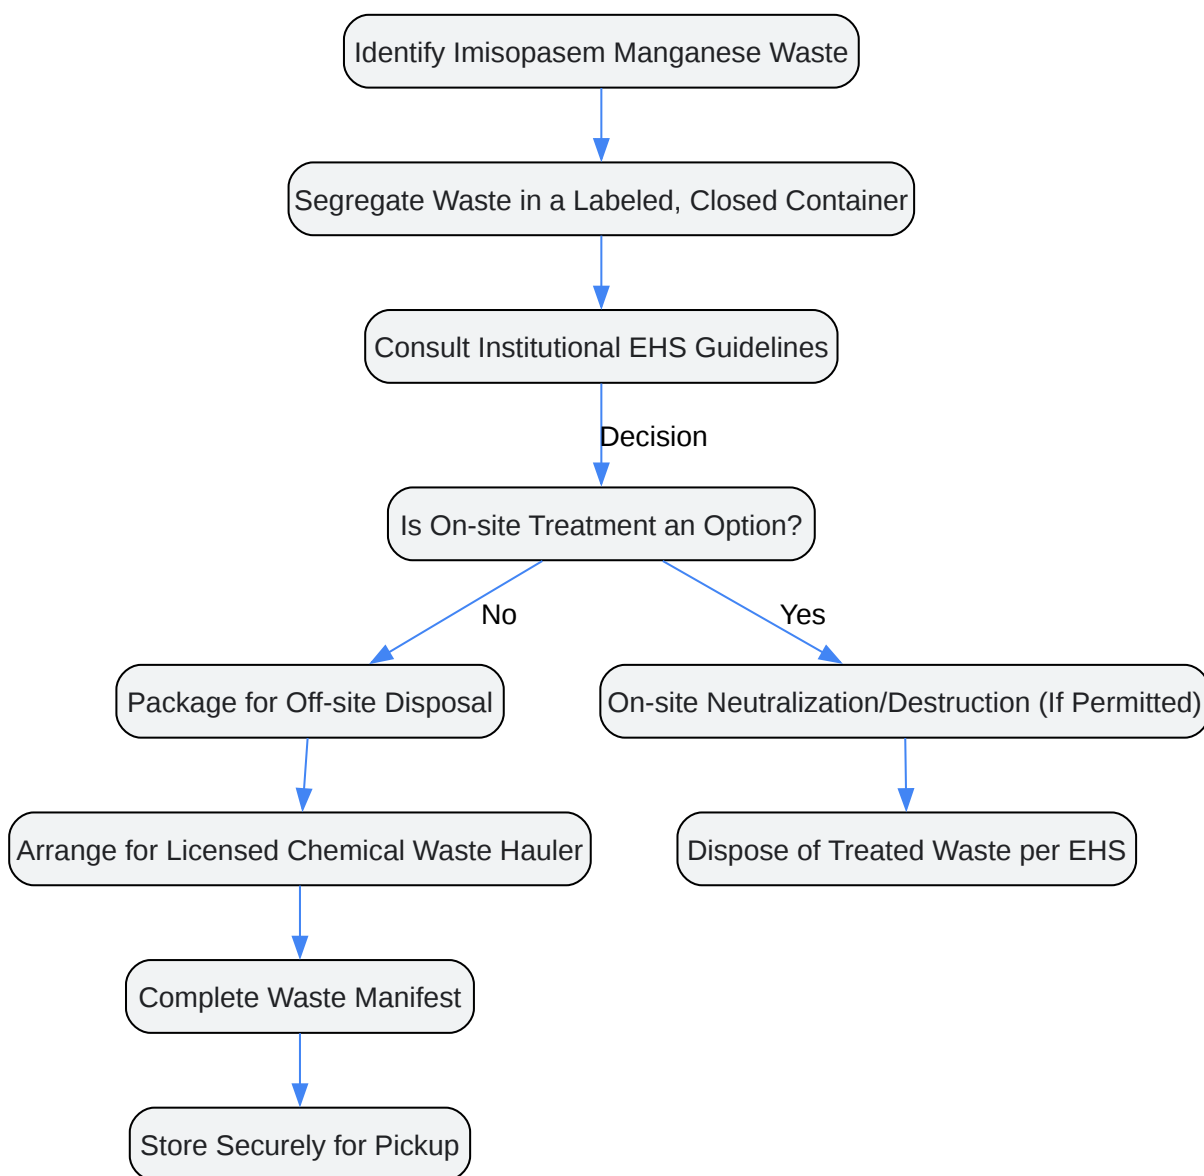 Identify Imisopasem Manganese Waste
Segregate Waste in a Labeled, Closed Container
Consult Institutional EHS Guidelines
Decision
Is On-site Treatment an Option?
No
Yes
Package for Off-site Disposal
On-site Neutralization/Destruction (If Permitted)
Arrange for Licensed Chemical Waste Hauler
Dispose of Treated Waste per EHS
Complete Waste Manifest
Store Securely for Pickup